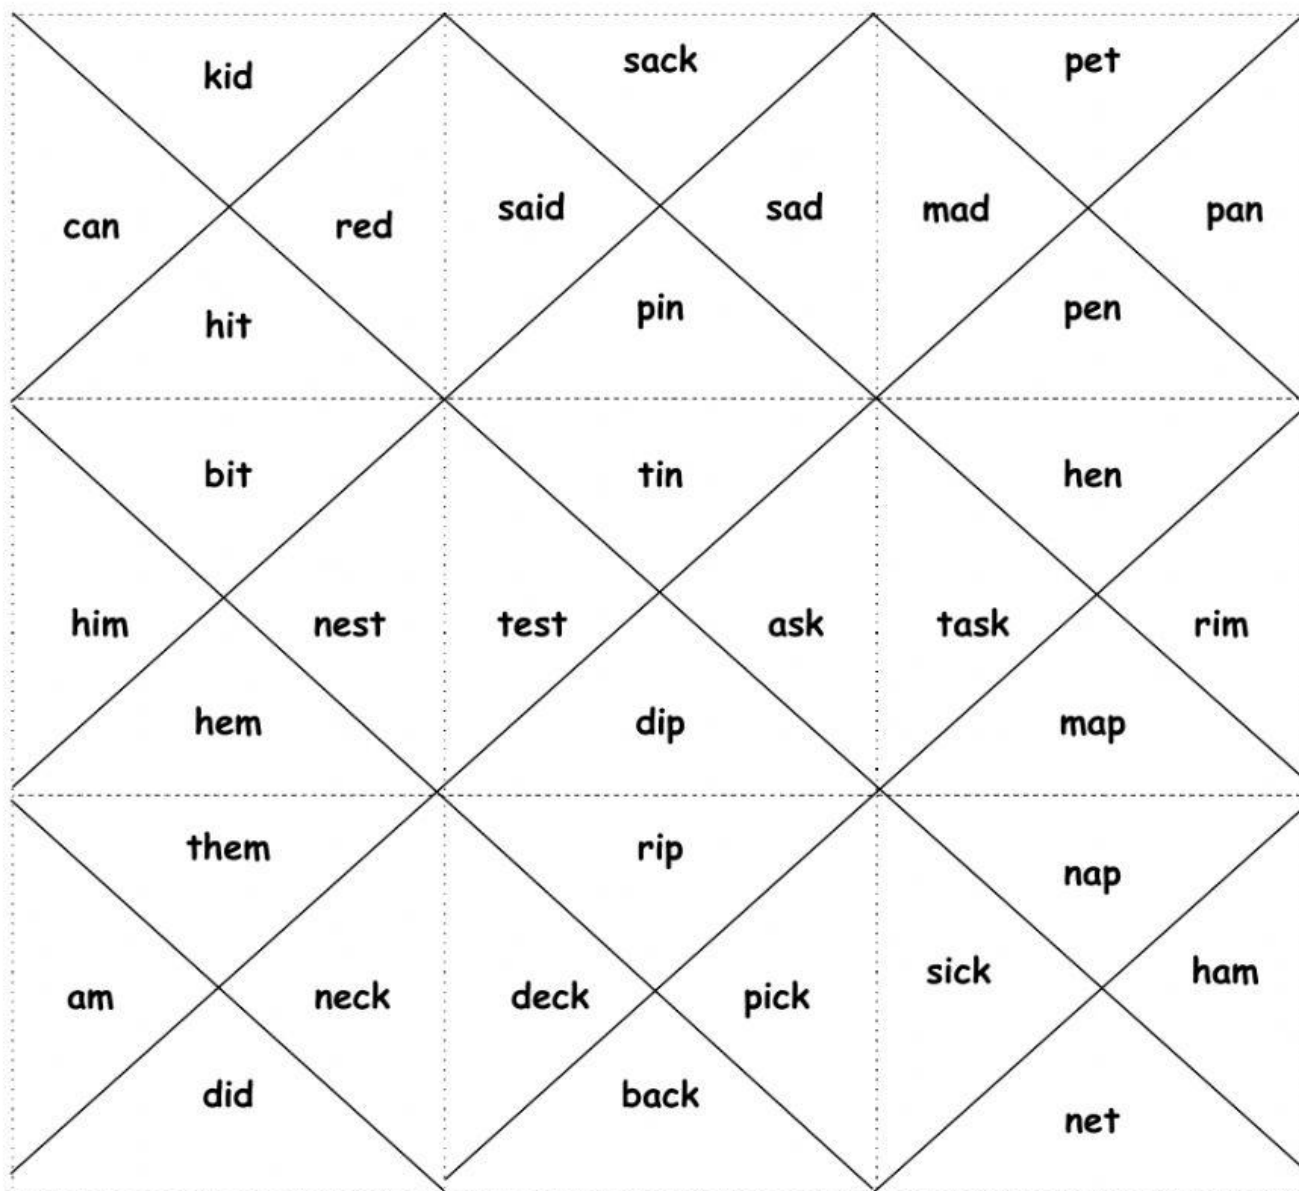 kid
sack
pet
can
red
said
sad
mad
pan
hit
pin
pen
bit
tin
hen
him
nest
test
ask
task
rim
hem
dip
map
them
rip
nap
am
neck
deck
pick
sick
ham
did
back
net